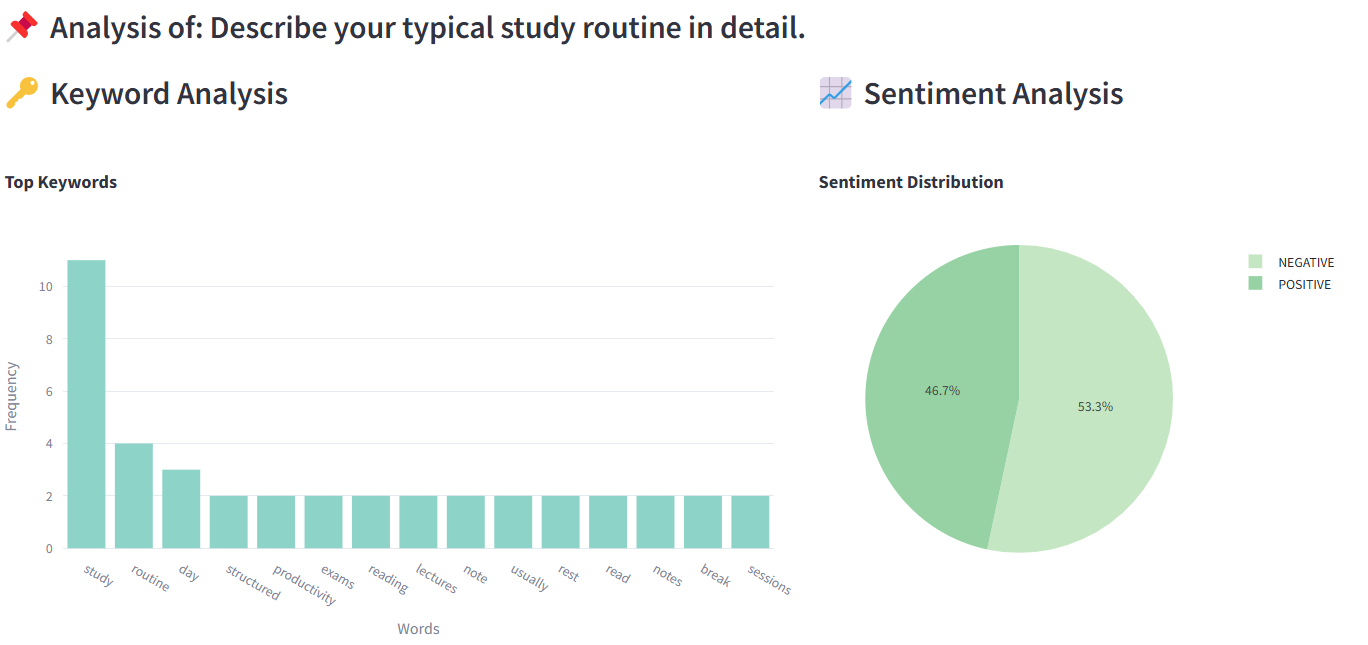 Analysis of: Describe your typical study routine in detail.
Keyword Analysis
Sentiment Analysis
Top Keywords
Sentiment Distribution
Frequency
10
8
6
4
2
0
study
routine
day
structured
productivity
exams
reading
lectures
note
usually
rest
read
notes
break
sessions
Words
46.7%
53.3%
NEGATIVE
POSITIVE